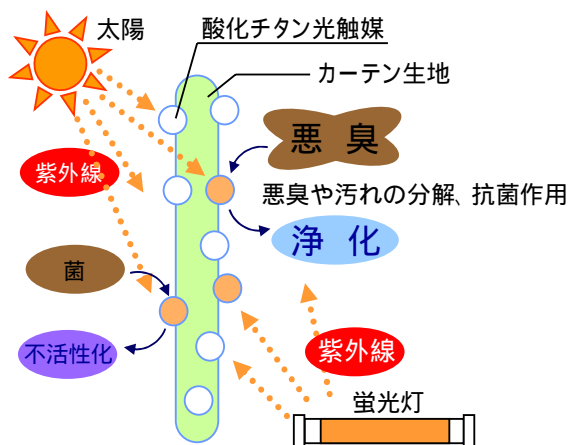 太陽
酸化チタン光触媒
カーテン生地
悪 臭
紫外線
悪臭や汚れの分解、抗菌作用
浄 化
菌
不活性化
紫外線
蛍光灯